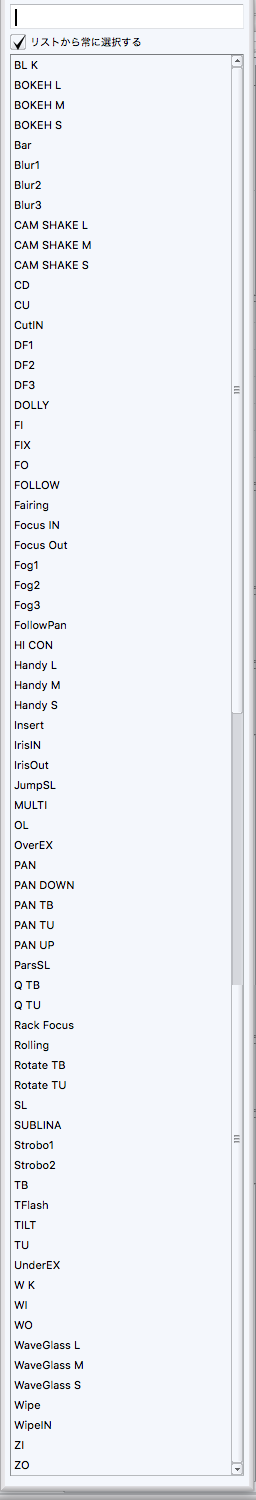 リストから常に選択する
BL K
BOKEH L
BOKEH M
BOKEH S
Bar
Blur1
Blur2
Blur3
CAM SHAKE L
CAM SHAKE M
CAM SHAKE S
CD
CU
CutIN
DF1
DF2
DF3
DOLLY
FI
FIX
FO
FOLLOW
Fairing
Focus IN
Focus Out
Fog1
Fog2
Fog3
FollowPan
HI CON
Handy L
Handy M
Handy S
Insert
IrisIN
IrisOut
JumpSL
MULTI
OL
OverEX
PAN
PAN DOWN
PAN TB
PAN TU
PAN UP
ParsSL
Q TB
Q TU
Rack Focus
Rolling
Rotate TB
Rotate TU
SL
SUBLINA
Strobo1
Strobo2
TB
TFlash
TILT
TU
UnderEX
W K
WI
WO
WaveGlass L
WaveGlass M
WaveGlass S
Wipe
WipeIN
ZI
ZO